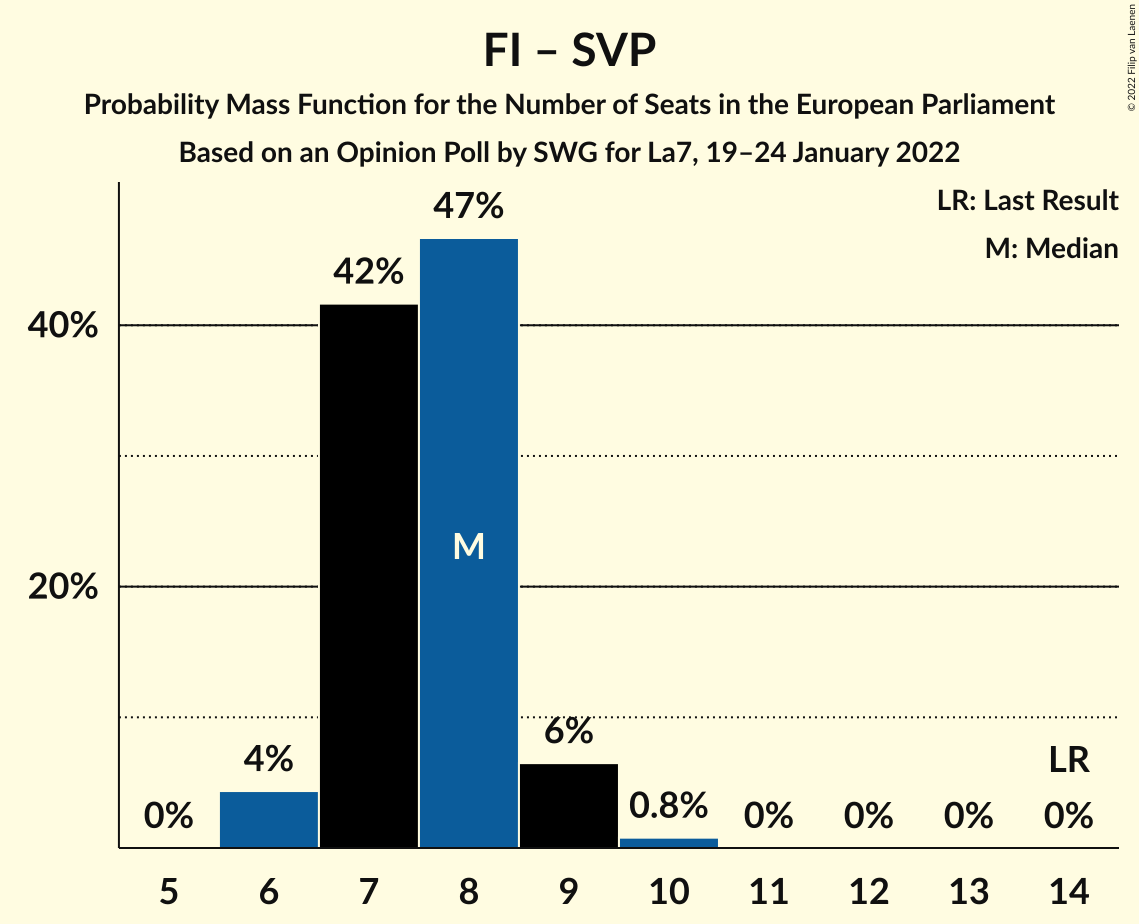 FI – SVP
Probability Mass Function for the Number of Seats in the European Parliament
Based on an Opinion Poll by SWG for La7, 19–24 January 2022
© 2022 Filip van Laenen
LR: Last Result
M: Median
47%
42%
40%
M
20%
6%
4%
LR
0.8%
0%
0%
0%
0%
0%
5 6 7 8 9 10 11 12 13 14